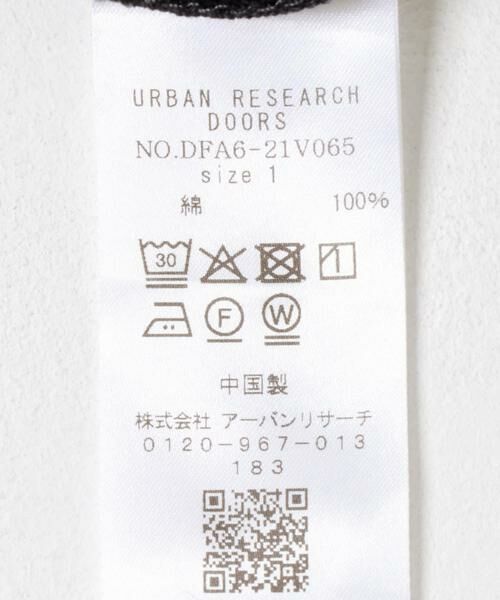 URBAN RESEARCH
DOORS
NO.DFA6-21V065
size 1
綿 100%
30
F W
中国製
株式会社 アーバンリサーチ
0120-967-013
183